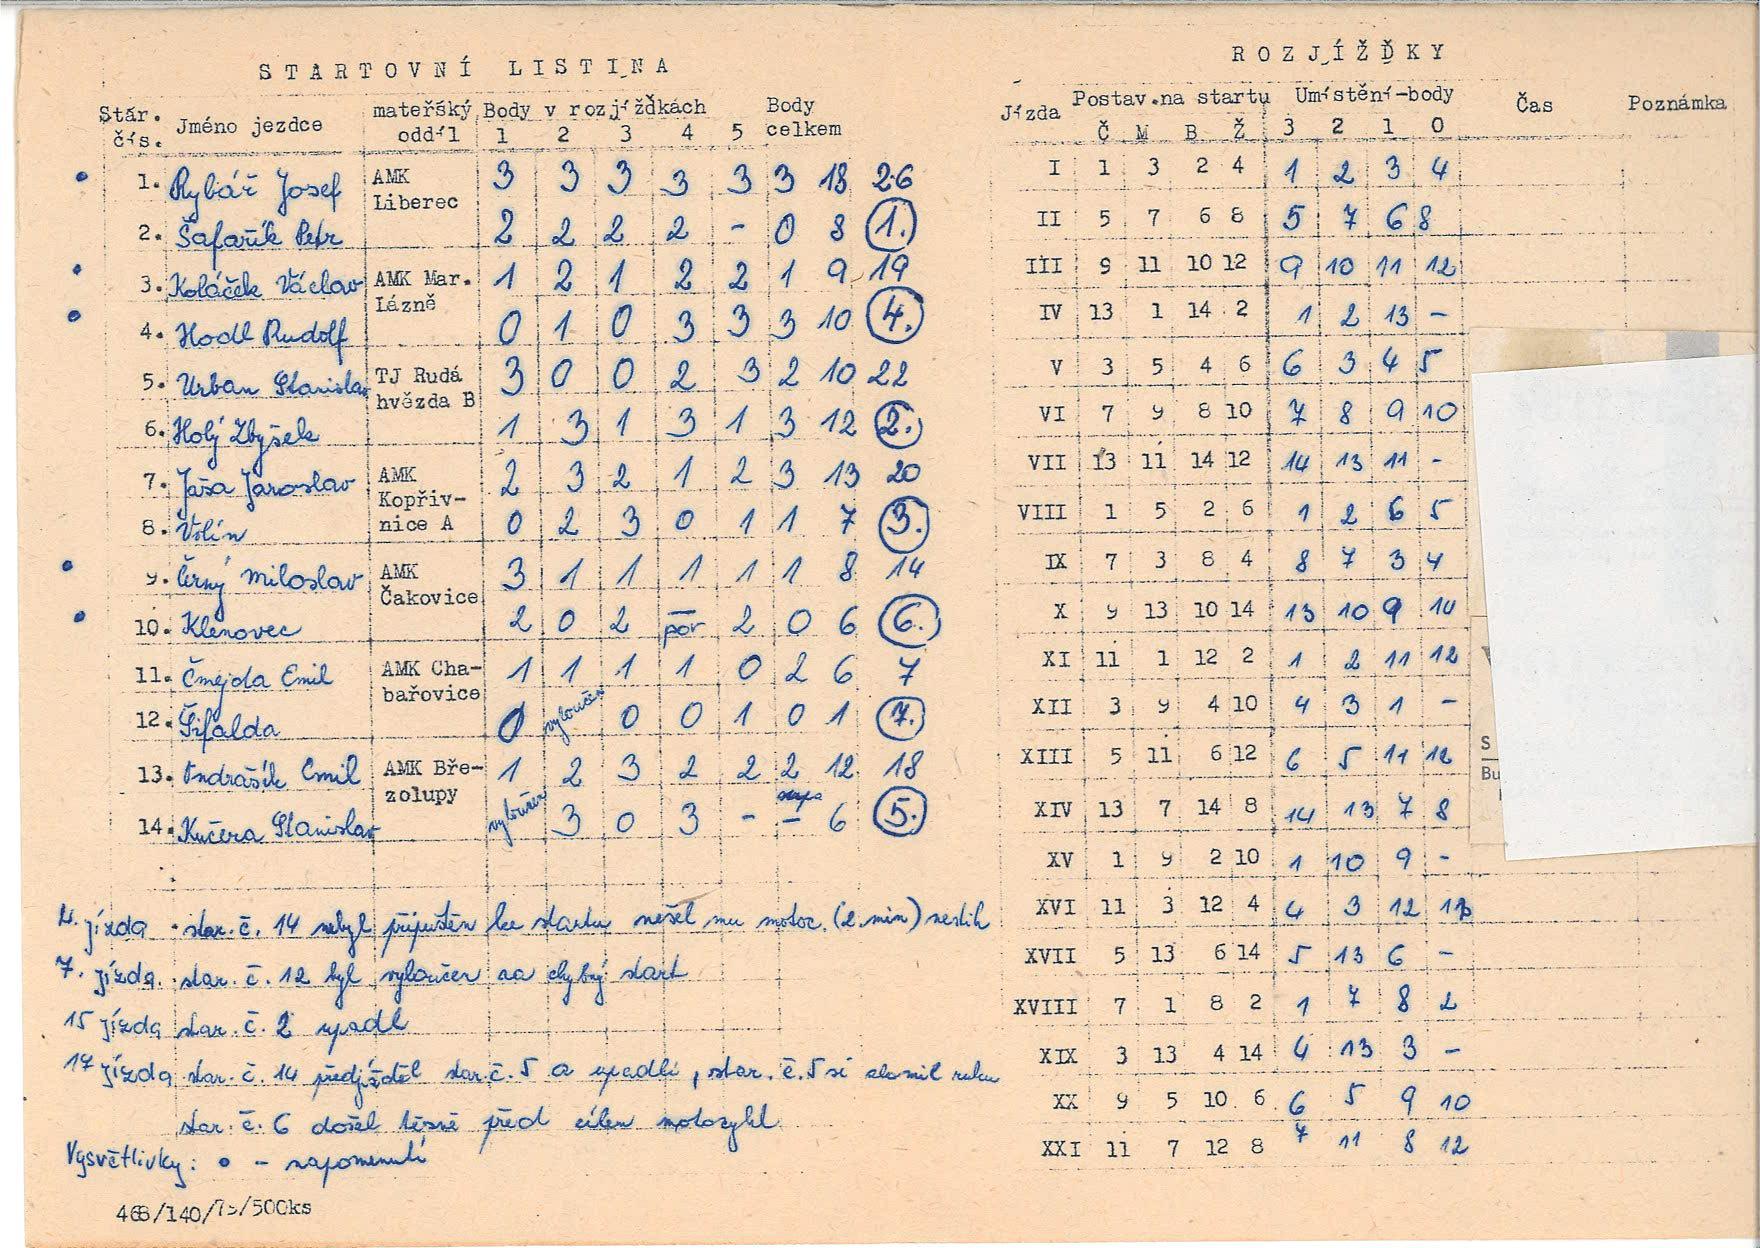 STARTOVNÍ LISTINA
Stár. čís. Jméno jezdce mateřský oddíl Body v rozjížďkách Body celkem
1 2 3 4 5
1. Rybář Josef AMK Liberec 3 3 3 3 3 3 18 26
2. Šafařík Petr 2 2 2 2 - 0 8 1.
3. Koláček Václav AMK Mar. Lázně 1 2 1 2 2 1 9 19
4. Hodl Rudolf 0 1 0 3 3 3 10 4.
5. Urban Stanislav TJ Rudá hvězda B 3 0 0 2 3 2 10 22
6. Holý Zbyšek 1 3 1 3 1 3 12 2.
7. Jáša Jaroslav AMK Kopřiv-nice A 2 3 2 1 2 3 13 20
8. Volín 0 2 3 0 1 1 7 3.
9. Černý Miloslav AMK Čakovice 3 1 1 1 1 1 8 14
10. Klenovec 2 0 2 – por 2 0 6 6.
11. Čmejda Emil AMK Cha-bařovice 1 1 1 1 0 2 6 7
12. Šifalda 0 vyloučen 0 0 1 0 1 7.
13. Ondrášík Emil AMK Bře-zolupy 1 2 3 2 2 2 12 18
14. Kučera Stanislav vyloučen 3 0 3 - - 6 5.
4. jízda star. č. 14 nebyl připuštěn ke startu nešel mu motoc. (2 min)
7. jízda. star. č. 12 byl vyloučen za chybný start
15 jízda star. č. 2 upadl
17 jízda star. č. 14 předjížděl star. č. 5 a upadli, star. č. 5 si zlomil ruku
star. č. 6 došel těsně před cílem motocykl
Vysvětlivky: • - napomenutí
468/140/75/500ks
ROZJÍŽĎKY
Jízda Postav.na startu Umístění-body Čas Poznámka
Č M B Ž 3 2 1 0
I 1 3 2 4 1 2 3 4
II 5 7 6 8 5 7 6 8
III 9 11 10 12 9 10 11 12
IV 13 1 14 2 1 2 13 -
V 3 5 4 6 6 3 4 5
VI 7 9 8 10 7 8 9 10
VII 13 11 14 12 14 13 11 -
VIII 1 5 2 6 1 2 6 5
IX 7 3 8 4 8 7 3 4
X 9 13 10 14 13 10 9 14
XI 11 1 12 2 1 2 11 12
XII 3 9 4 10 4 3 9 -
XIII 5 11 6 12 6 5 11 12
XIV 13 7 14 8 14 13 7 8
XV 1 9 2 10 1 10 9 -
XVI 11 3 12 4 4 3 12 11
XVII 5 13 6 14 5 13 6 -
XVIII 7 1 8 2 1 7 8 2
XIX 3 13 4 14 4 13 3 -
XX 9 5 10 6 6 5 9 10
XXI 11 7 12 8 7 11 8 12
S
Bu